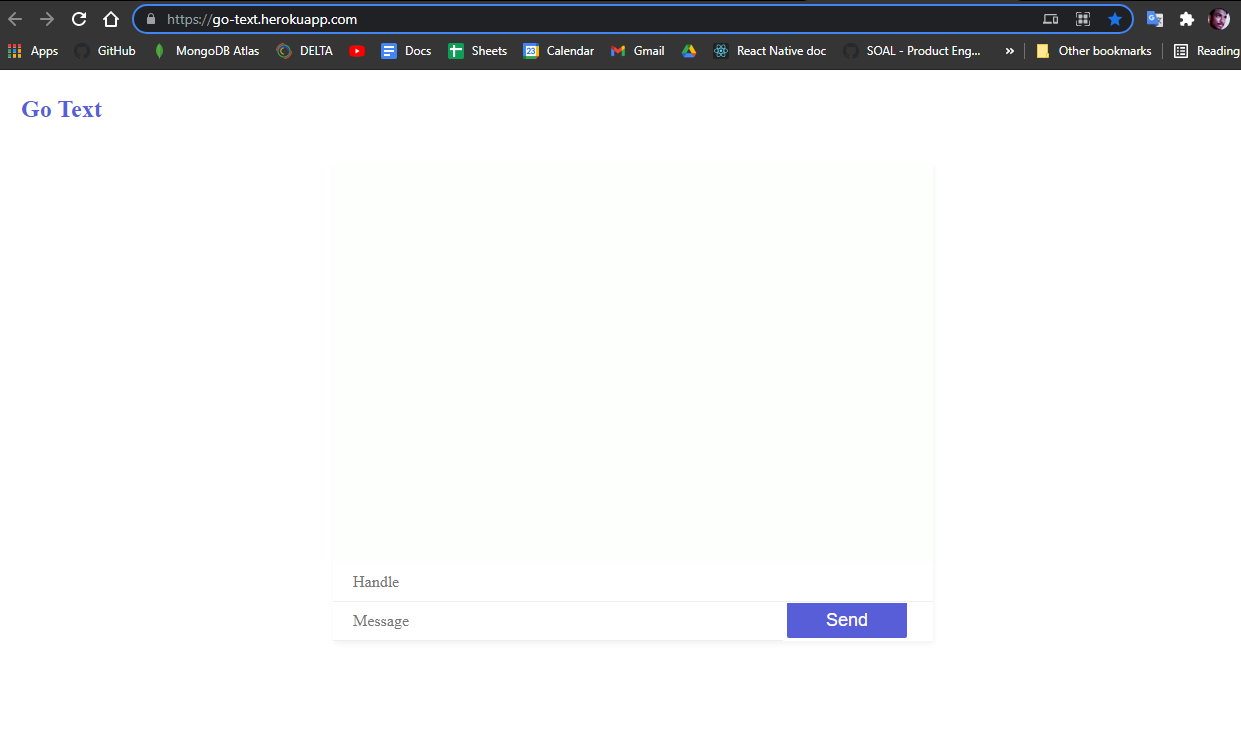 https://go-text.herokuapp.com
Apps GitHub MongoDB Atlas DELTA Docs Sheets 23 Calendar Gmail React Native doc SOAL - Product Eng... » Other bookmarks Reading
Go Text
Handle
Message Send